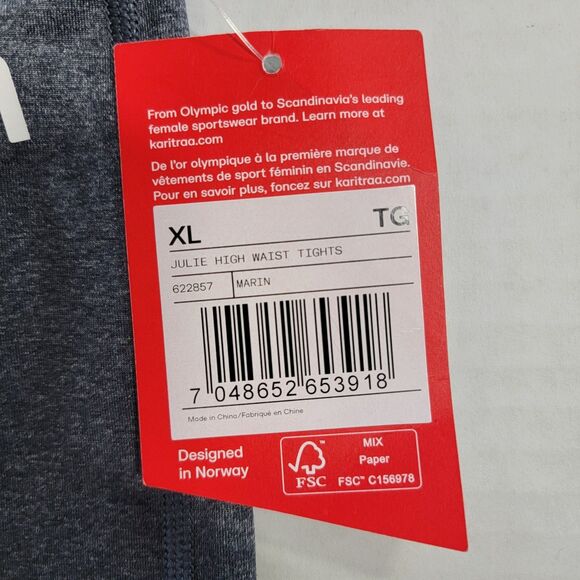 From Olympic gold to Scandinavia's leading
female sportswear brand. Learn more at
karitraa.com
De l'or olympique à la première marque de
vêtements de sport féminin en Scandinavie.
Pour en savoir plus, foncez sur karitraa.com
XL TG
JULIE HIGH WAIST TIGHTS
622857 MARIN
7 048652 653918
Made in China/Fabriqué en Chine
Designed
in Norway
FSC
MIX
Paper
FSC™ C156978